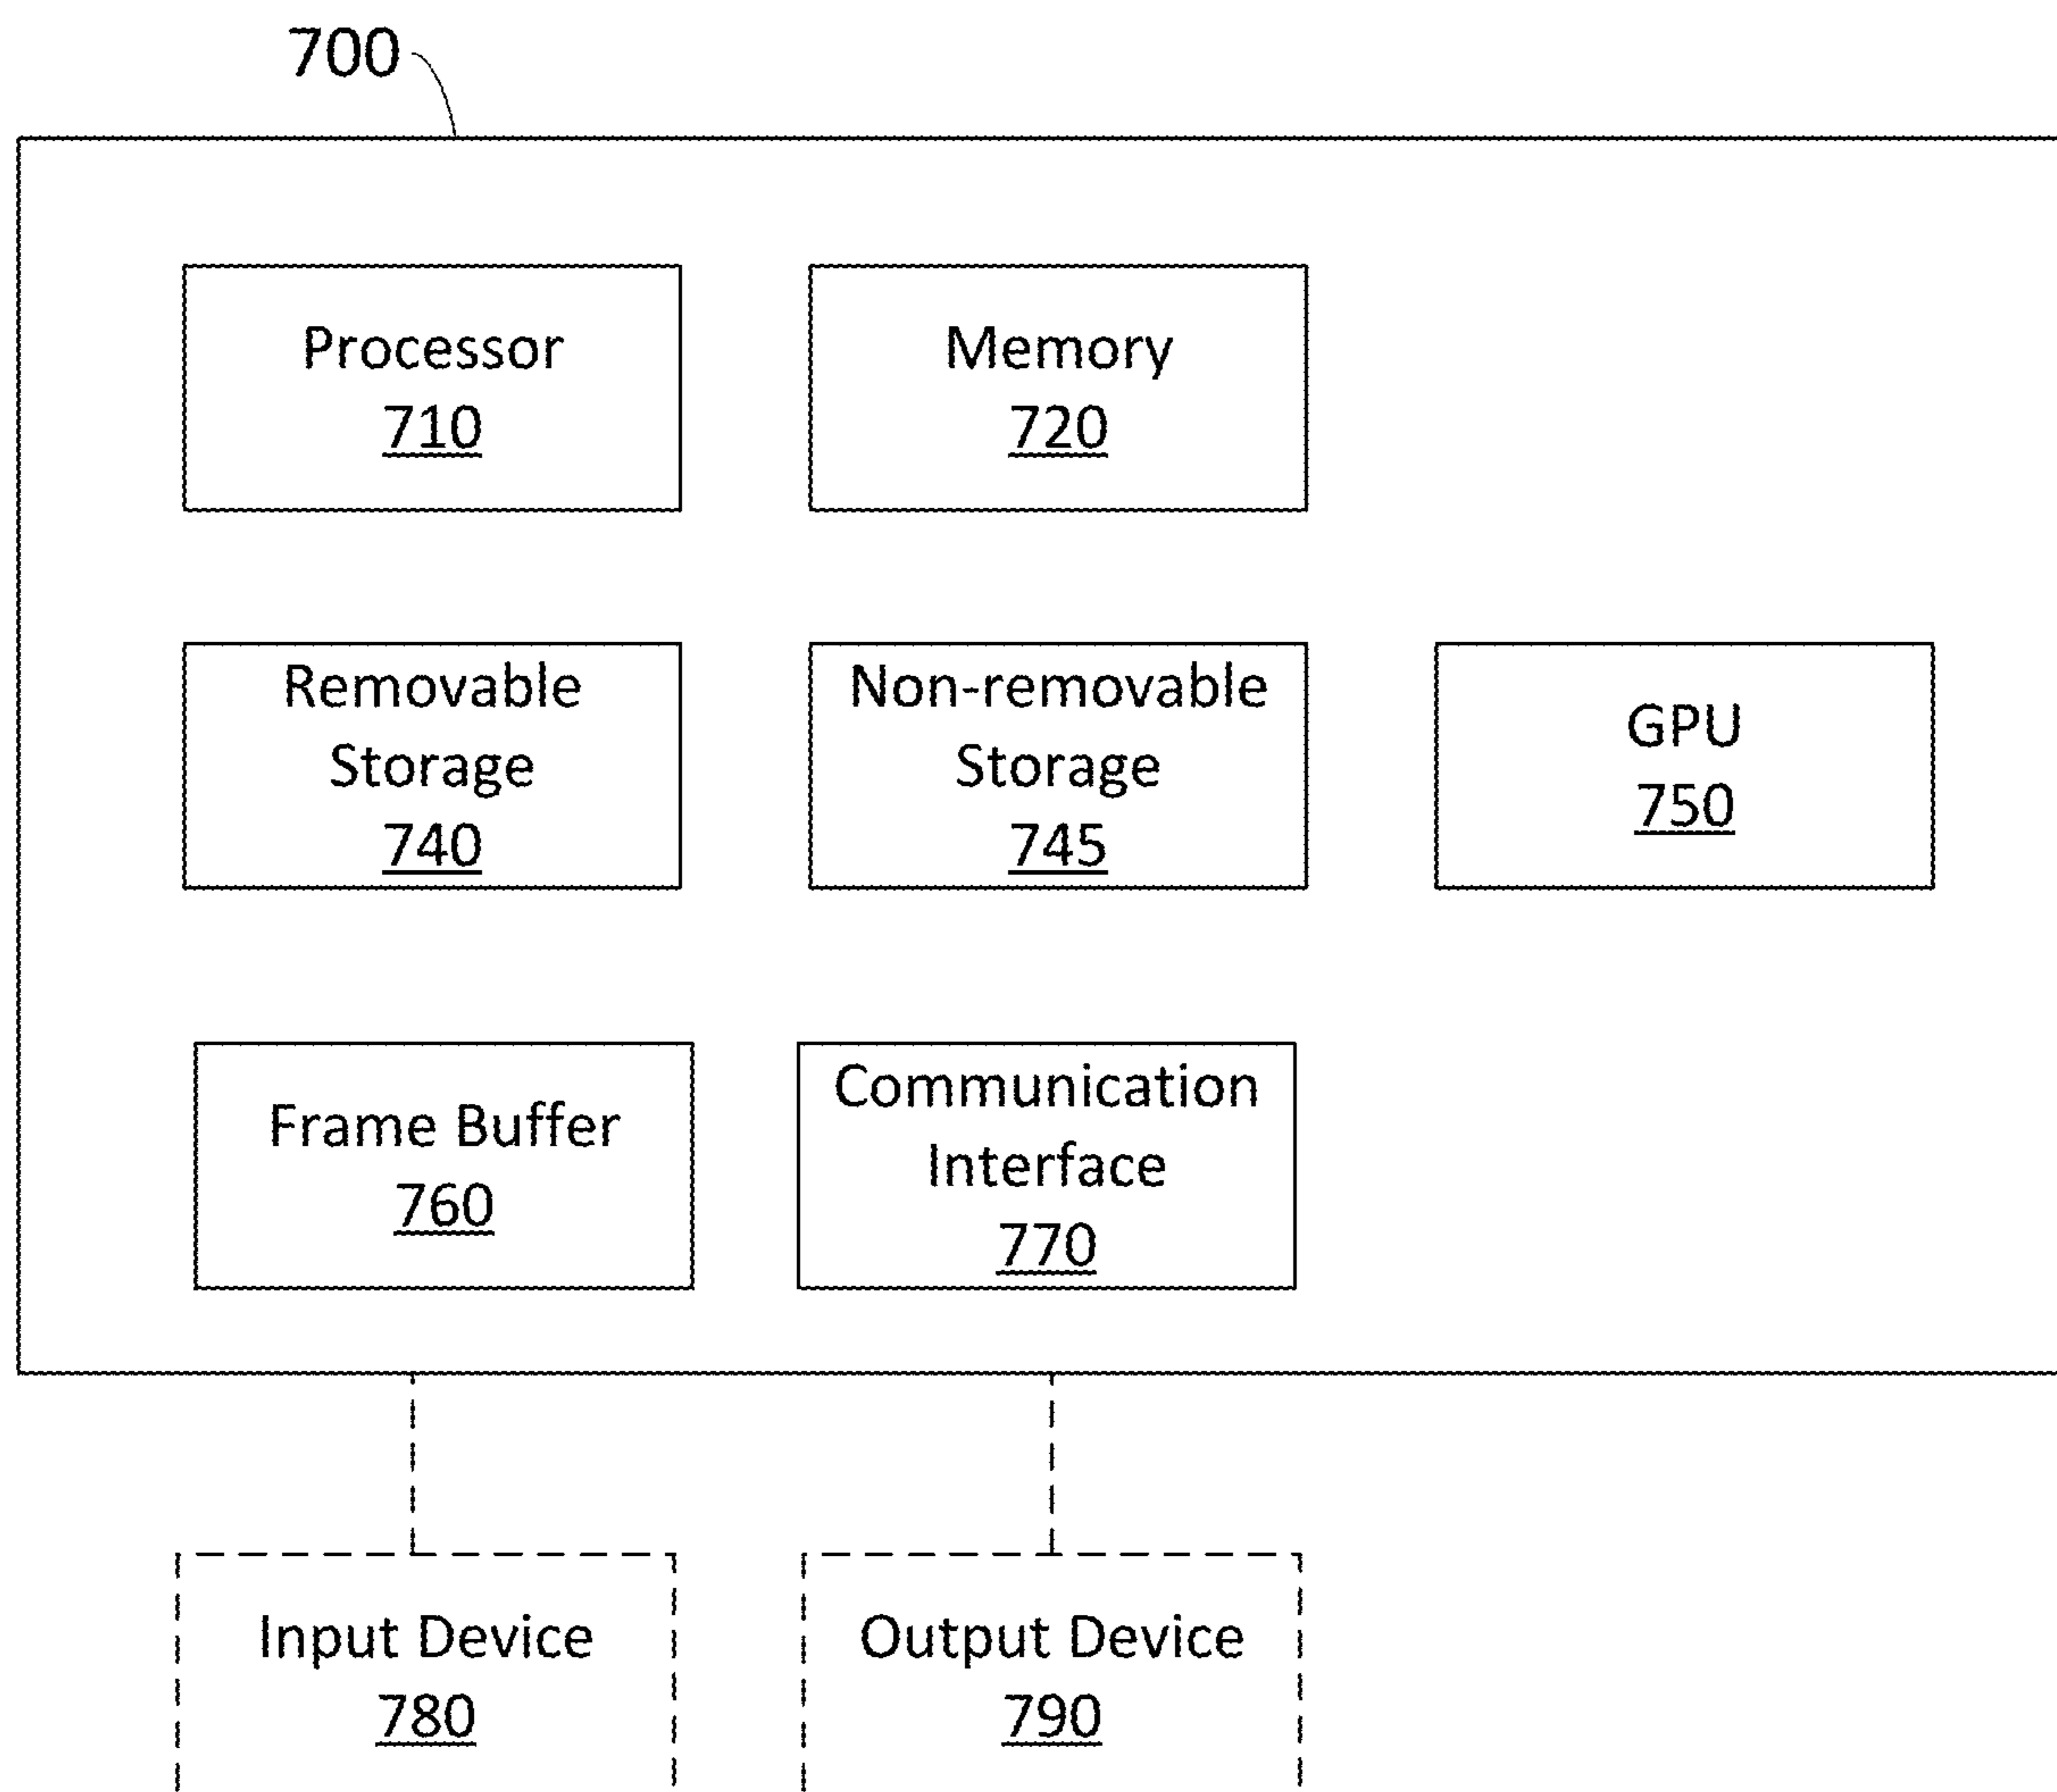 700
Processor
710
Memory
720
Removable
Storage
740
Non-removable
Storage
745
GPU
750
Frame Buffer
760
Communication
Interface
770
Input Device
780
Output Device
790